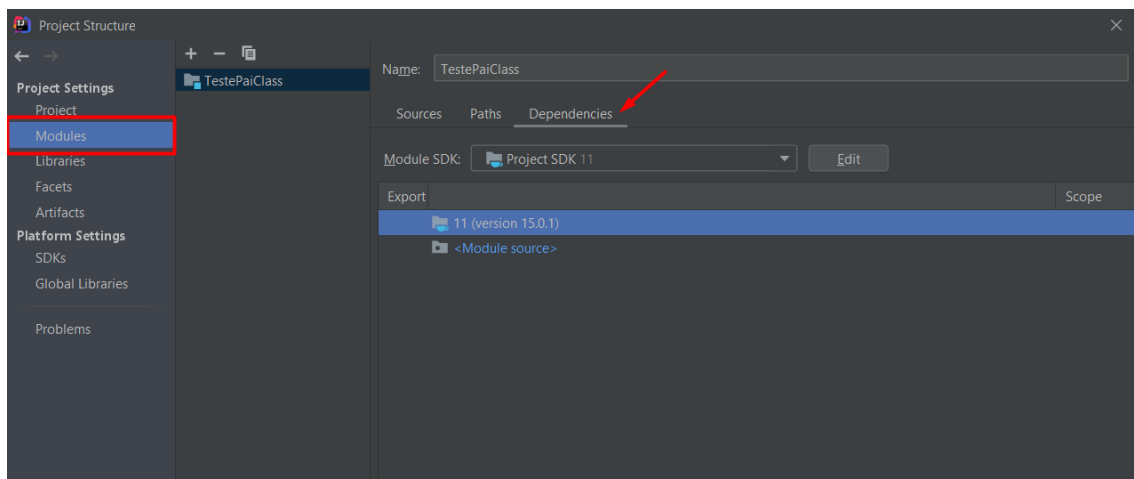 Project Structure
Project Settings
Project
Modules
Libraries
Facets
Artifacts
Platform Settings
SDKs
Global Libraries
Problems
TestePaiClass
Name: TestePaiClass
Sources Paths Dependencies
Module SDK: Project SDK 11 Edit
Export Scope
11 (version 15.0.1)
<Module source>